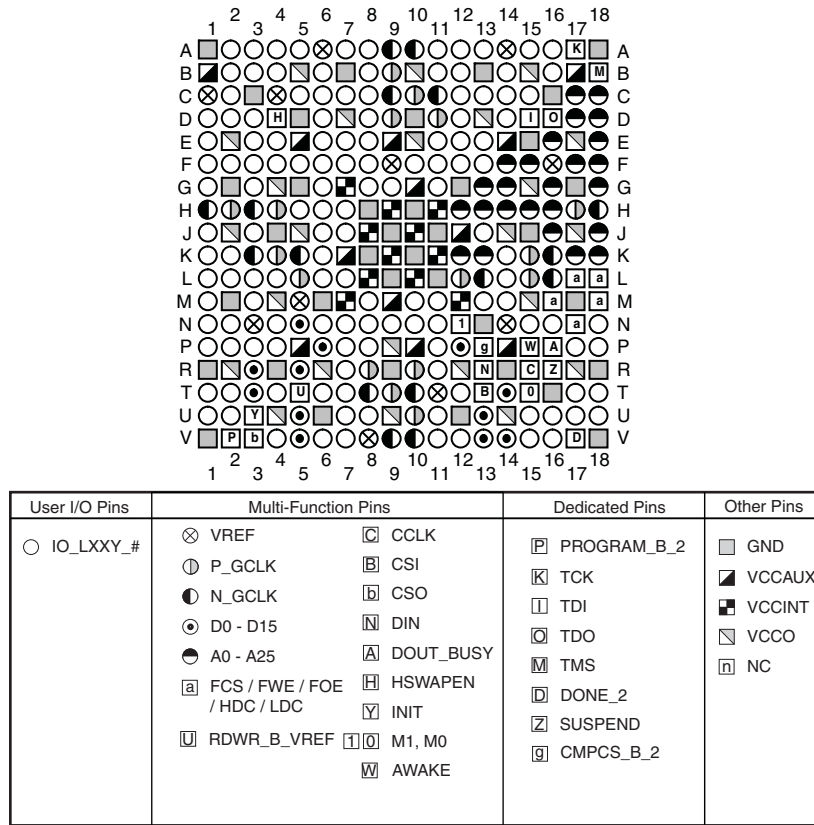 2 4 6 8 10 12 14 16 18
1 3 5 7 9 11 13 15 17
A K A
B M B
C C
D H I O D
E E
F F
G G
H H
J J
K K
L a a L
M a a M
N 1 a N
P g W A P
R N C Z R
T U B 0 T
U Y U
V P b D V
2 4 6 8 10 12 14 16 18
1 3 5 7 9 11 13 15 17
User I/O Pins
Multi-Function Pins
Dedicated Pins
Other Pins
IO_LXXY_#
VREF
P_GCLK
N_GCLK
D0 - D15
A0 - A25
a FCS / FWE / FOE
/ HDC / LDC
U RDWR_B_VREF
C CCLK
B CSI
b CSO
N DIN
A DOUT_BUSY
H HSWAPEN
Y INIT
1 0 M1, M0
W AWAKE
P PROGRAM_B_2
K TCK
I TDI
O TDO
M TMS
D DONE_2
Z SUSPEND
g CMPCS_B_2
GND
VCCAUX
VCCINT
VCCO
n NC